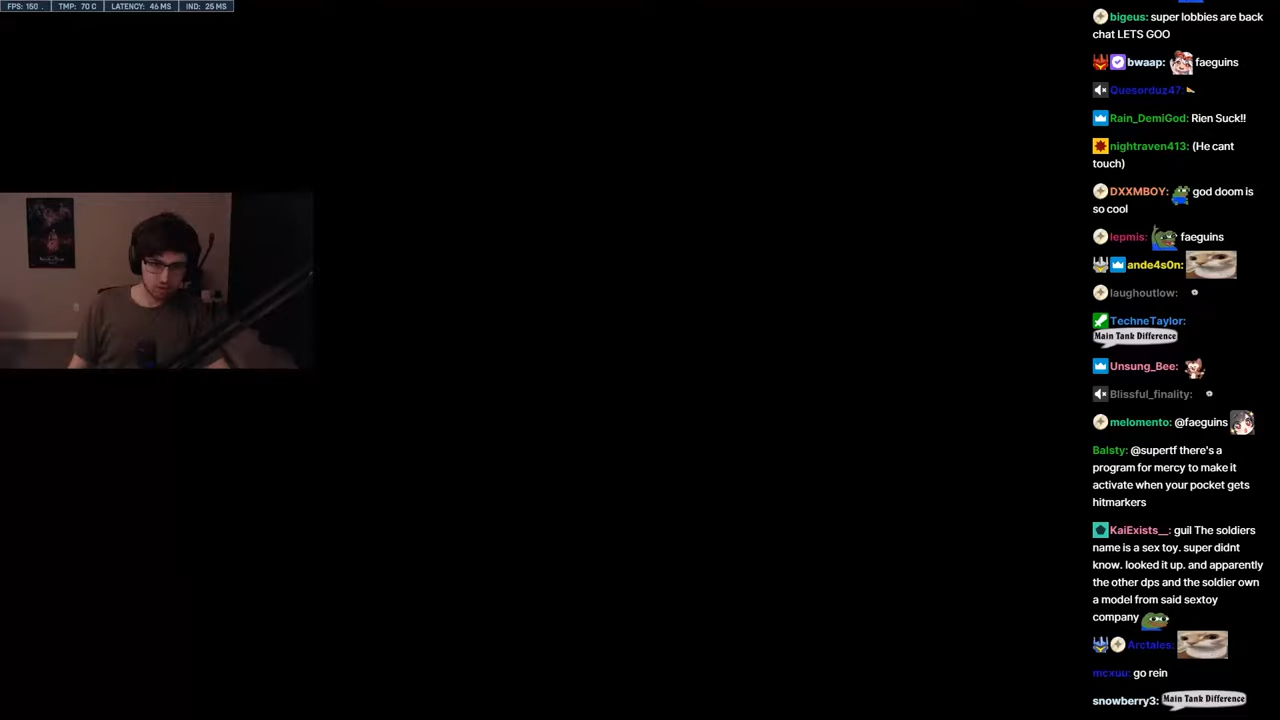 FPS: 150 . TMP: 70 C LATENCY: 46 MS IND: 25 MS
bigeus: super lobbies are back
chat LETS GOO
bwaap: faeguins
Quesorduz47:
Rain_DemiGod: Rien Suck!!
nightraven413: (He cant
touch)
DXXMBOY: god doom is
so cool
lepmis: faeguins
ande4s0n:
laughoutlow:
TechneTaylor:
Main Tank Difference
Unsung_Bee:
Blissful_finality:
melomento: @faeguins
Balsty: @supertf there's a
program for mercy to make it
activate when your pocket gets
hitmarkers
KaiExists__: guil The soldiers
name is a sex toy. super didnt
know. looked it up. and apparently
the other dps and the soldier own
a model from said sextoy
company
Arctales:
mcxuu: go rein
snowberry3: Main Tank Difference